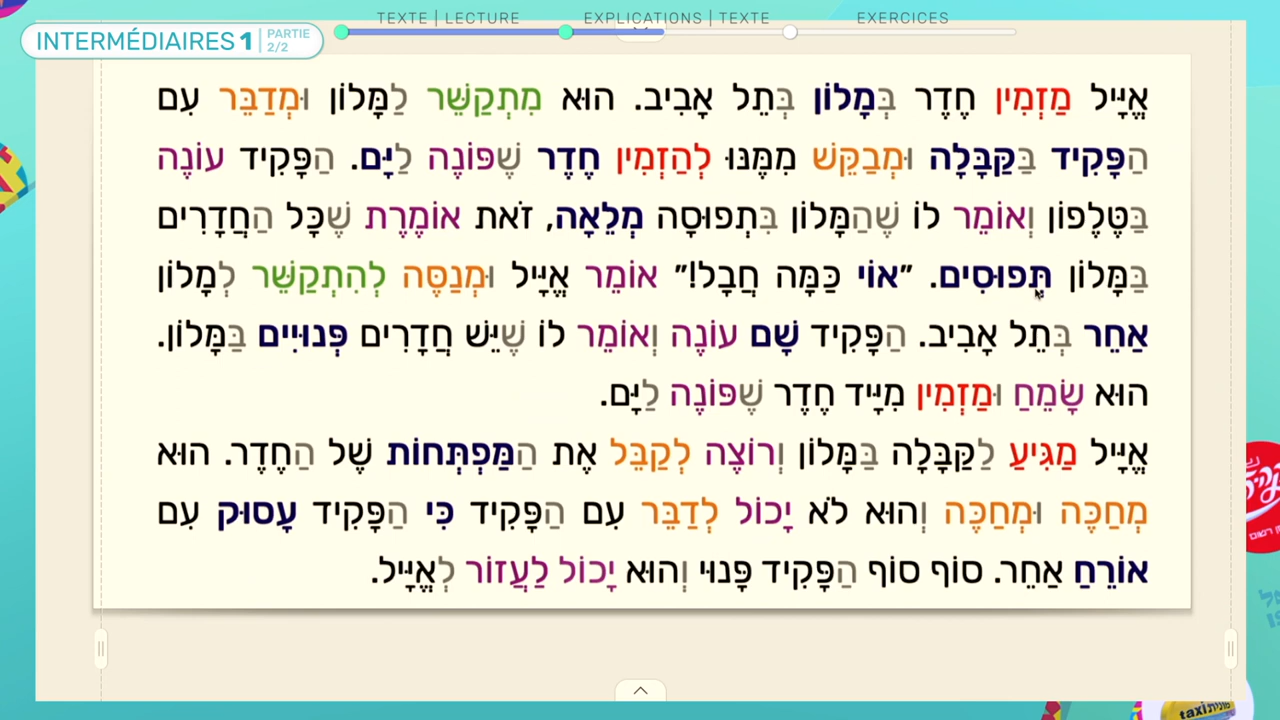 TEXTE | LECTURE
EXPLICATIONS | TEXTE
EXERCICES
INTERMÉDIAIRES 1 | PARTIE 2/2
אֱיָּיל מַזְמִין חֶדֶר בְּמָלוֹן בְּתֵל אָבִיב. הוּא מִתְקַשֵּׁר לַמָּלוֹן וּמְדַבֵּר עִם
הַפָּקִיד בַּקַּבָּלָה וּמְבַקֵּשׁ מִמֶּנּוּ לְהַזְמִין חֶדֶר שֶׁפּוֹנֶה לַיָּם. הַפָּקִיד עוֹנֶה
בַּטֶּלֶפוֹן וְאוֹמֵר לוֹ שֶׁהַמָּלוֹן בִּתְפוּסָה מְלֵאָה, זֹאת אוֹמֶרֶת שֶׁכָּל הַחֲדָרִים
בַּמָּלוֹן תְּפוּסִים. ״אוֹי כַּמָּה חֲבָל!״ אוֹמֵר אֱיָּיל וּמְנַסֶּה לְהִתְקַשֵּׁר לְמָלוֹן
אַחֵר בְּתֵל אָבִיב. הַפָּקִיד שָׁם עוֹנֶה וְאוֹמֵר לוֹ שֶׁיֵּשׁ חֲדָרִים פְּנוּיִּים בַּמָּלוֹן.
הוּא שָׂמֵחַ וּמַזְמִין מִיָּיד חֶדֶר שֶׁפּוֹנֶה לַיָּם.
אֱיָּיל מַגִּיעַ לַקַּבָּלָה בַּמָּלוֹן וְרוֹצֶה לְקַבֵּל אֶת הַמַּפְתְּחוֹת שֶׁל הַחֶדֶר. הוּא
מְחַכֶּה וּמְחַכֶּה וְהוּא לֹא יָכוֹל לְדַבֵּר עִם הַפָּקִיד כִּי הַפָּקִיד עָסוּק עִם
אוֹרֵחַ אַחֵר. סוֹף סוֹף הַפָּקִיד פָּנוּי וְהוּא יָכוֹל לַעֲזוֹר לְאֱיָּיל.
taxi מונית